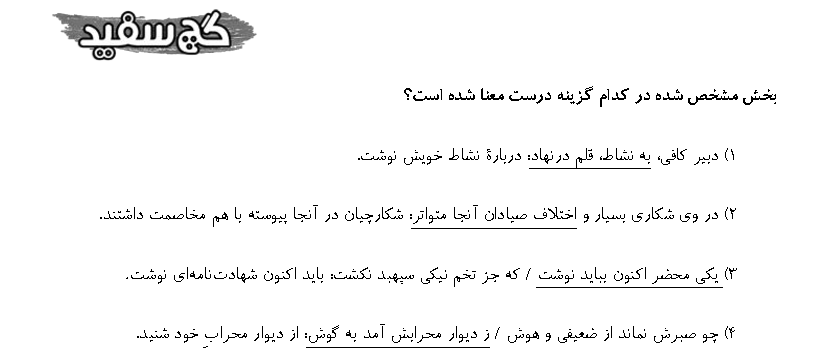 گچ سفید
بخش مشخص شده در کدام گزینه درست معنا شده است؟
۱) دبیر کافی، به نشاط، قلم درنهاد: دربارهٔ نشاط خویش نوشت.
۲) در وی شکاری بسیار و اختلاف صیادان آنجا متواتر: شکارچیان در آنجا پیوسته با هم مخاصمت داشتند.
۳) یکی محضر اکنون بباید نوشت / که جز تخم نیکی سپهبد نکشت: باید اکنون شهادت‌نامه‌ای نوشت.
۴) چو صبرش نماند از ضعیفی و هوش / ز دیوار محرابش آمد به گوش: از دیوار محرابِ خود شنید.